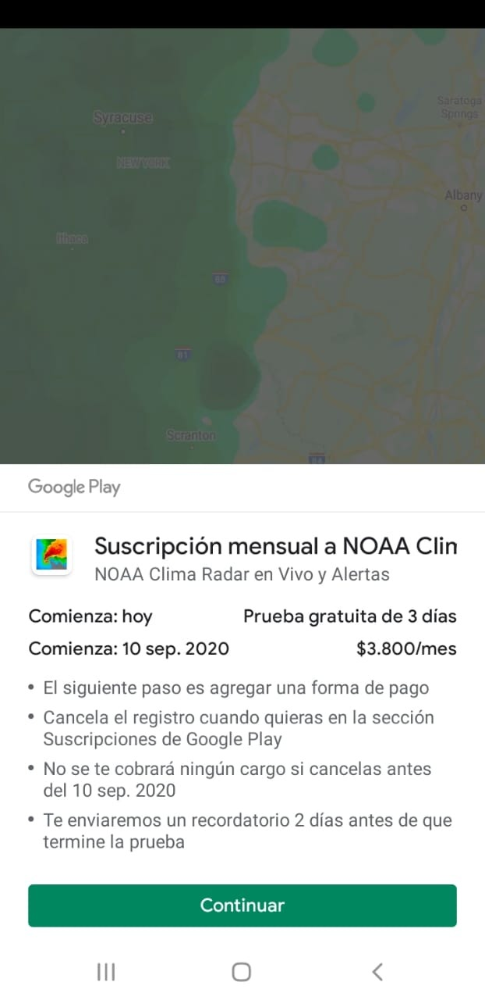 Saratoga
Springs
Syracuse
NEW YORK
Albany
Ithaca
88
81
Scranton
84
Google Play
Suscripción mensual a NOAA Clim
NOAA Clima Radar en Vivo y Alertas
Comienza: hoy Prueba gratuita de 3 días
Comienza: 10 sep. 2020 $3.800/mes
• El siguiente paso es agregar una forma de pago
• Cancela el registro cuando quieras en la sección
Suscripciones de Google Play
• No se te cobrará ningún cargo si cancelas antes
del 10 sep. 2020
• Te enviaremos un recordatorio 2 días antes de que
termine la prueba
Continuar